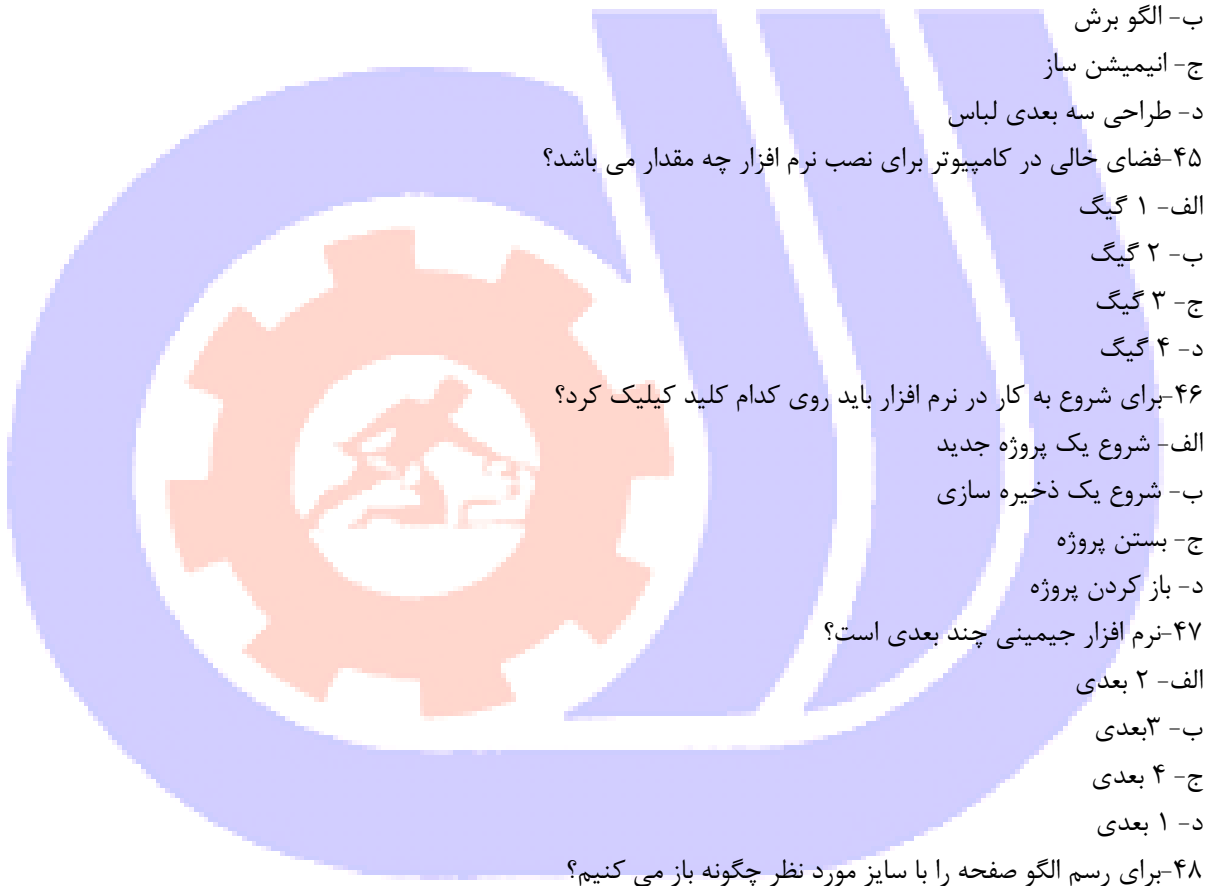 ب- الگو برش
ج- انیمیشن ساز
د- طراحی سه بعدی لباس
۴۵-فضای خالی در کامپیوتر برای نصب نرم افزار چه مقدار می باشد؟
الف- ۱ گیگ
ب- ۲ گیگ
ج- ۳ گیگ
د- ۴ گیگ
۴۶-برای شروع به کار در نرم افزار باید روی کدام کلید کیلیک کرد؟
الف- شروع یک پروژه جدید
ب- شروع یک ذخیره سازی
ج- بستن پروژه
د- باز کردن پروژه
۴۷-نرم افزار جیمینی چند بعدی است؟
الف- ۲ بعدی
ب- ۳بعدی
ج- ۴ بعدی
د- ۱ بعدی
۴۸-برای رسم الگو صفحه را با سایز مورد نظر چگونه باز می کنیم؟